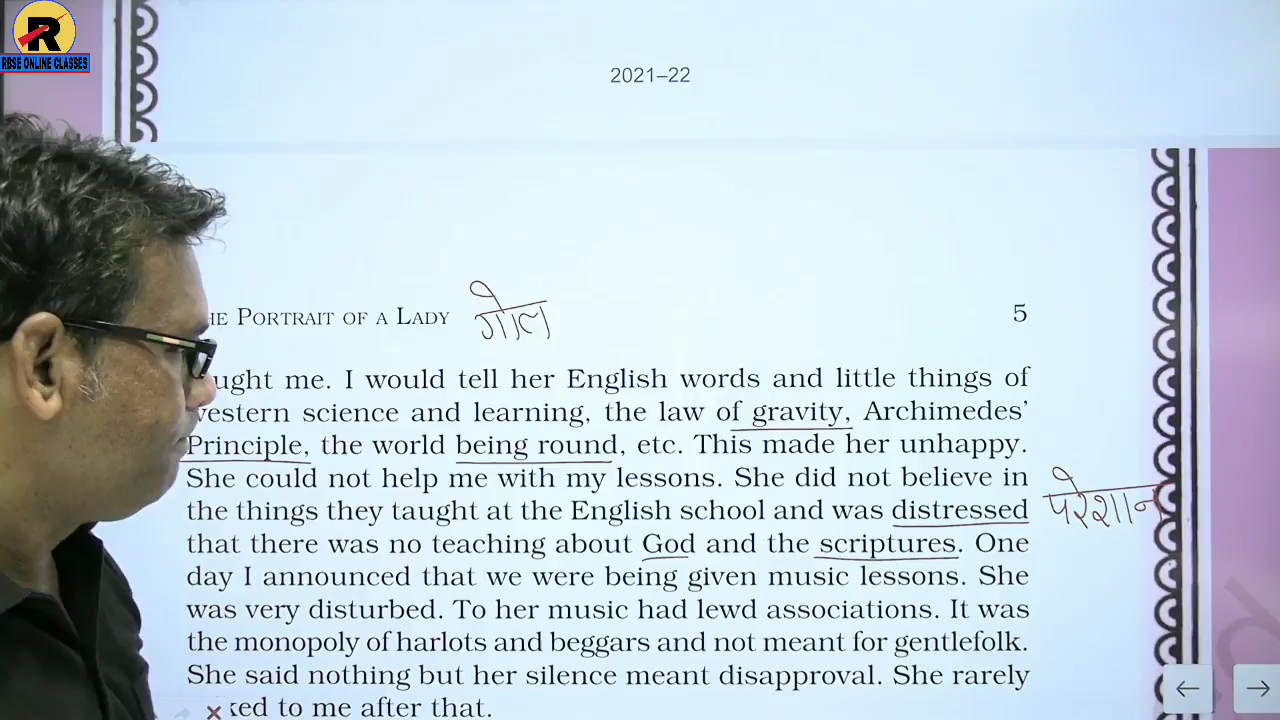 R
RBSE ONLINE CLASSES
2021–22
HE PORTRAIT OF A LADY गोल 5
ught me. I would tell her English words and little things of
western science and learning, the law of gravity, Archimedes’
Principle, the world being round, etc. This made her unhappy.
She could not help me with my lessons. She did not believe in
the things they taught at the English school and was distressed परेशान
that there was no teaching about God and the scriptures. One
day I announced that we were being given music lessons. She
was very disturbed. To her music had lewd associations. It was
the monopoly of harlots and beggars and not meant for gentlefolk.
She said nothing but her silence meant disapproval. She rarely
ked to me after that.